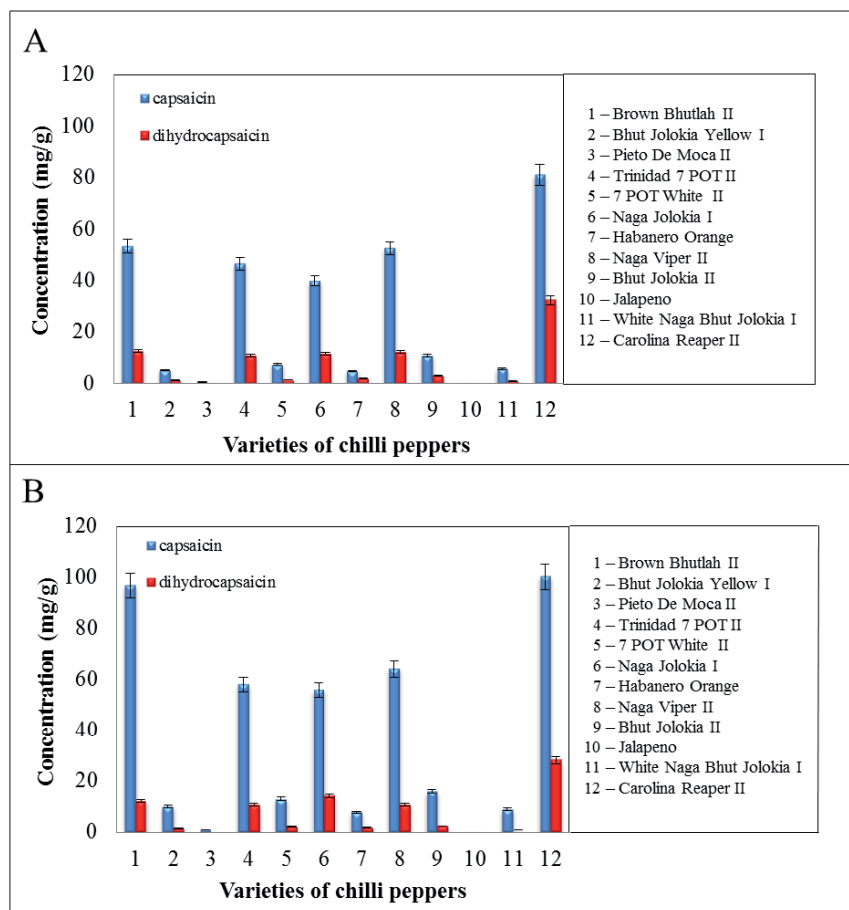 A
120
100
80
60
40
20
0
Concentration (mg/g)
capsaicin
dihydrocapsaicin
1 2 3 4 5 6 7 8 9 10 11 12
Varieties of chilli peppers
1 – Brown Bhutlah II
2 – Bhut Jolokia Yellow I
3 – Pieto De Moca II
4 – Trinidad 7 POT II
5 – 7 POT White II
6 – Naga Jolokia I
7 – Habanero Orange
8 – Naga Viper II
9 – Bhut Jolokia II
10 – Jalapeno
11 – White Naga Bhut Jolokia I
12 – Carolina Reaper II
B
120
100
80
60
40
20
0
Concentration (mg/g)
capsaicin
dihydrocapsaicin
1 2 3 4 5 6 7 8 9 10 11 12
Varieties of chilli peppers
1 – Brown Bhutlah II
2 – Bhut Jolokia Yellow I
3 – Pieto De Moca II
4 – Trinidad 7 POT II
5 – 7 POT White II
6 – Naga Jolokia I
7 – Habanero Orange
8 – Naga Viper II
9 – Bhut Jolokia II
10 – Jalapeno
11 – White Naga Bhut Jolokia I
12 – Carolina Reaper II